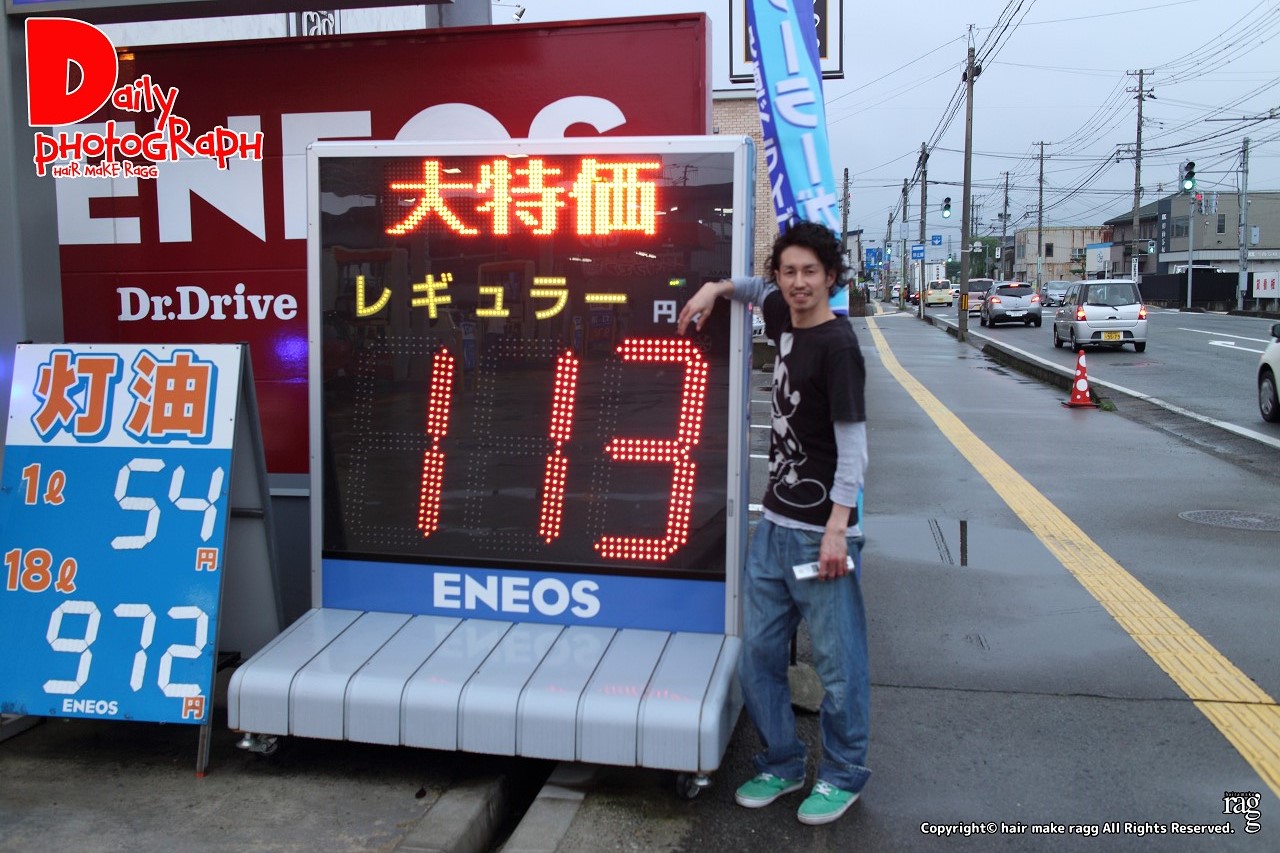 Daily
photoGRaph
HaiR MaKE RaGG
rag
ENEOS
Dr.Drive
大特価
レギュラー
円
113
ENEOS
灯油
1ℓ
54
円
18ℓ
972
円
ENEOS
rag
Copyright© hair make ragg All Rights Reserved.